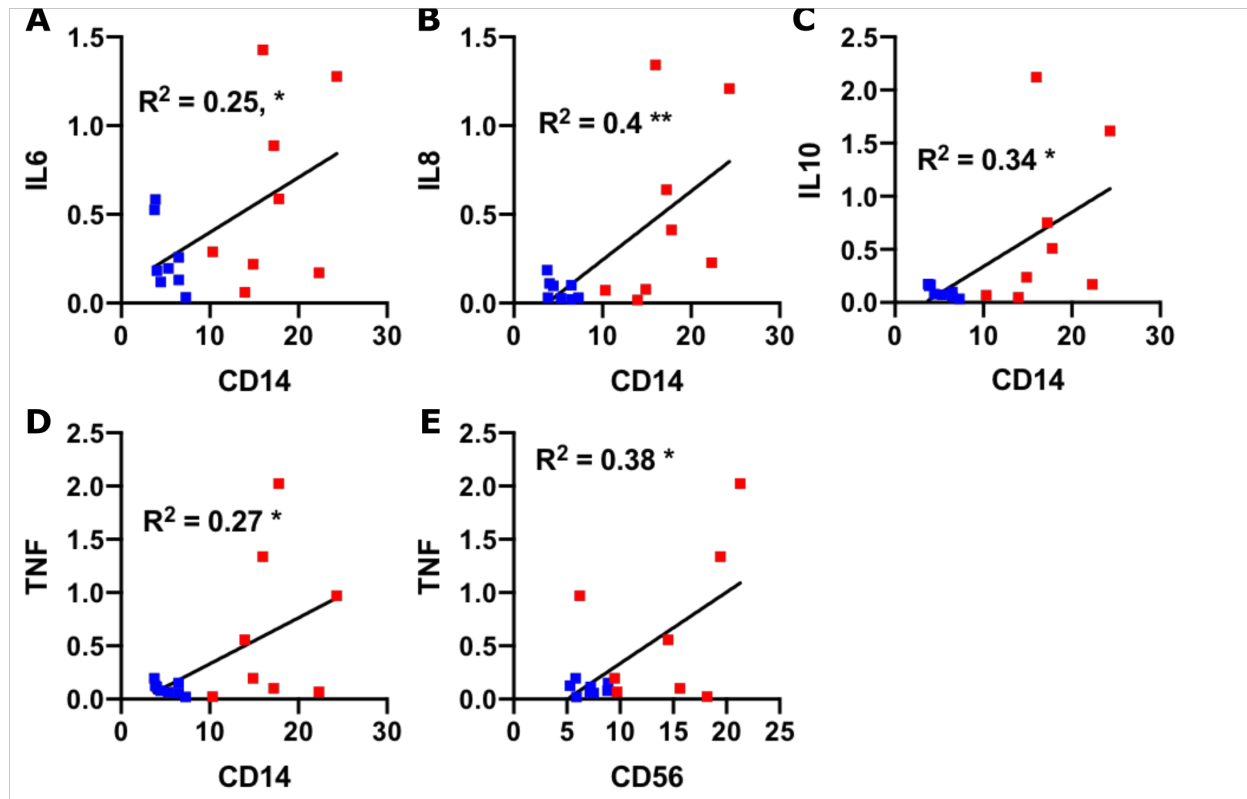 A
1.5
1.0
0.5
0.0
R² = 0.25, *
IL6
0 10 20 30
CD14
B
1.5
1.0
0.5
0.0
R² = 0.4 **
IL8
0 10 20 30
CD14
C
2.5
2.0
1.5
1.0
0.5
0.0
R² = 0.34 *
IL10
0 10 20 30
CD14
D
2.5
2.0
1.5
1.0
0.5
0.0
R² = 0.27 *
TNF
0 10 20 30
CD14
E
2.5
2.0
1.5
1.0
0.5
0.0
R² = 0.38 *
TNF
0 5 10 15 20 25
CD56